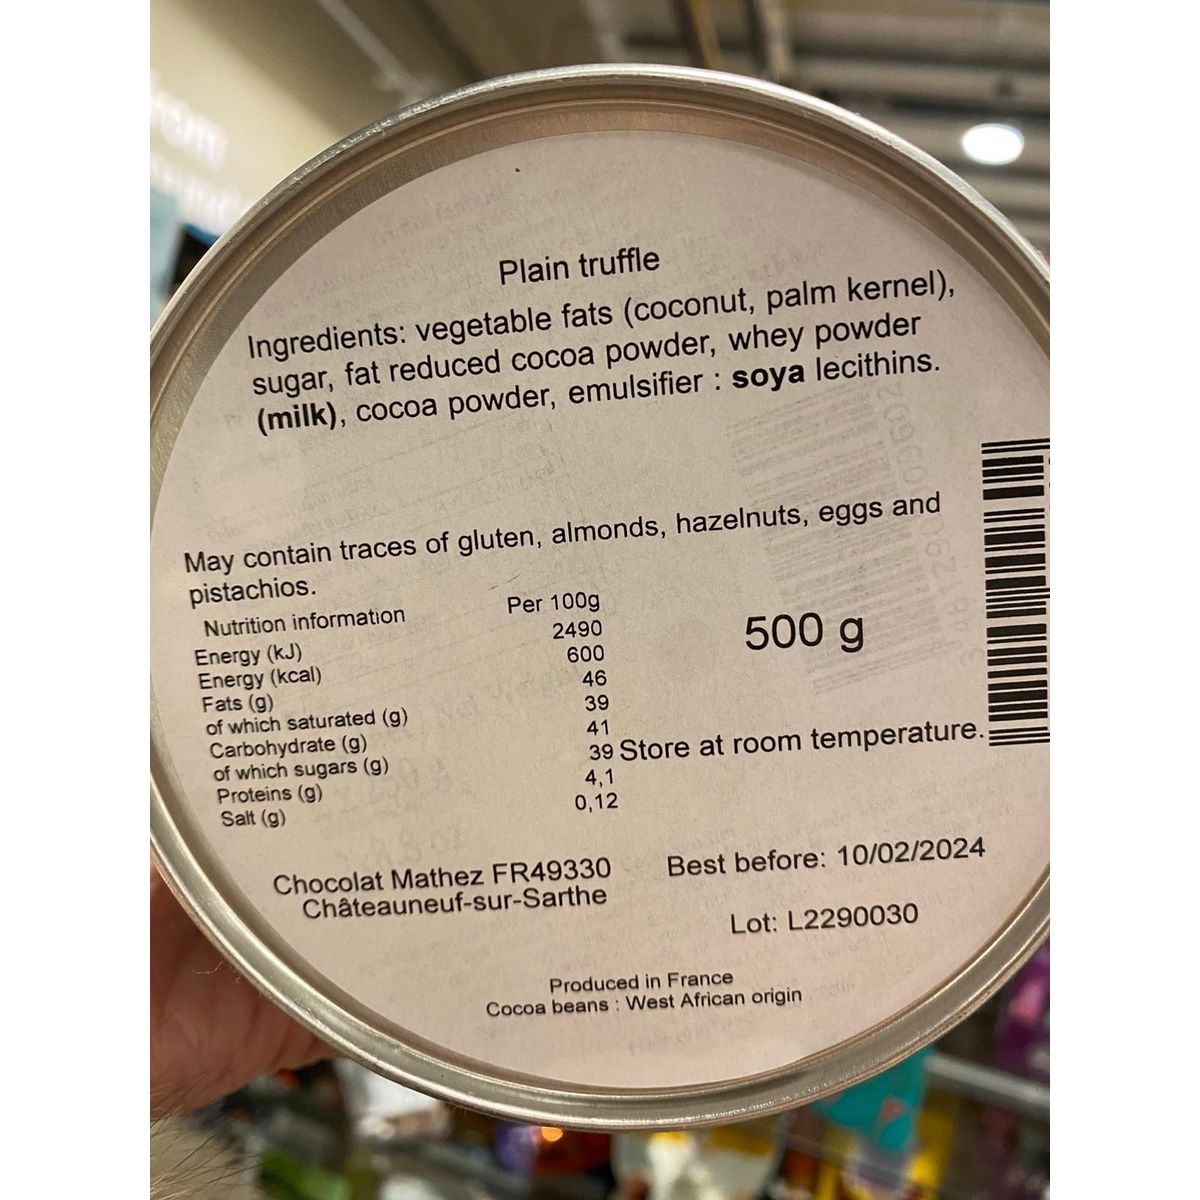 Plain truffle
Ingredients: vegetable fats (coconut, palm kernel),
sugar, fat reduced cocoa powder, whey powder
(milk), cocoa powder, emulsifier : soya lecithins.
May contain traces of gluten, almonds, hazelnuts, eggs and
pistachios.
Nutrition information Per 100g
Energy (kJ) 2490
Energy (kcal) 600
Fats (g) 46
of which saturated (g) 39
Carbohydrate (g) 41
of which sugars (g) 39
Proteins (g) 4,1
Salt (g) 0,12
500 g
Store at room temperature.
Chocolat Mathez FR49330
Châteauneuf-sur-Sarthe
Best before: 10/02/2024
Lot: L2290030
Produced in France
Cocoa beans : West African origin